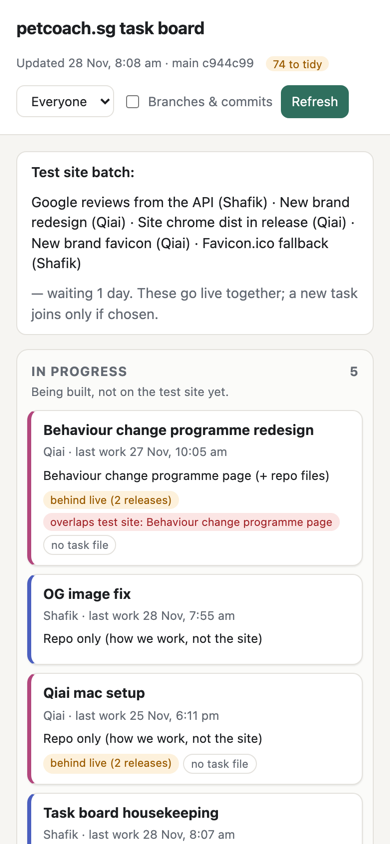 petcoach.sg task board
Updated 28 Nov, 8:08 am · main c944c99 74 to tidy
Everyone Branches & commits Refresh
Test site batch:
Google reviews from the API (Shafik) · New brand
redesign (Qiai) · Site chrome dist in release (Qiai) ·
New brand favicon (Qiai) · Favicon.ico fallback
(Shafik)
— waiting 1 day. These go live together; a new task
joins only if chosen.
IN PROGRESS 5
Being built, not on the test site yet.
Behaviour change programme redesign
Qiai · last work 27 Nov, 10:05 am
Behaviour change programme page (+ repo files)
behind live (2 releases)
overlaps test site: Behaviour change programme page
no task file
OG image fix
Shafik · last work 28 Nov, 7:55 am
Repo only (how we work, not the site)
Qiai mac setup
Qiai · last work 25 Nov, 6:11 pm
Repo only (how we work, not the site)
behind live (2 releases) no task file
Task board housekeeping
Shafik · last work 28 Nov, 8:07 am